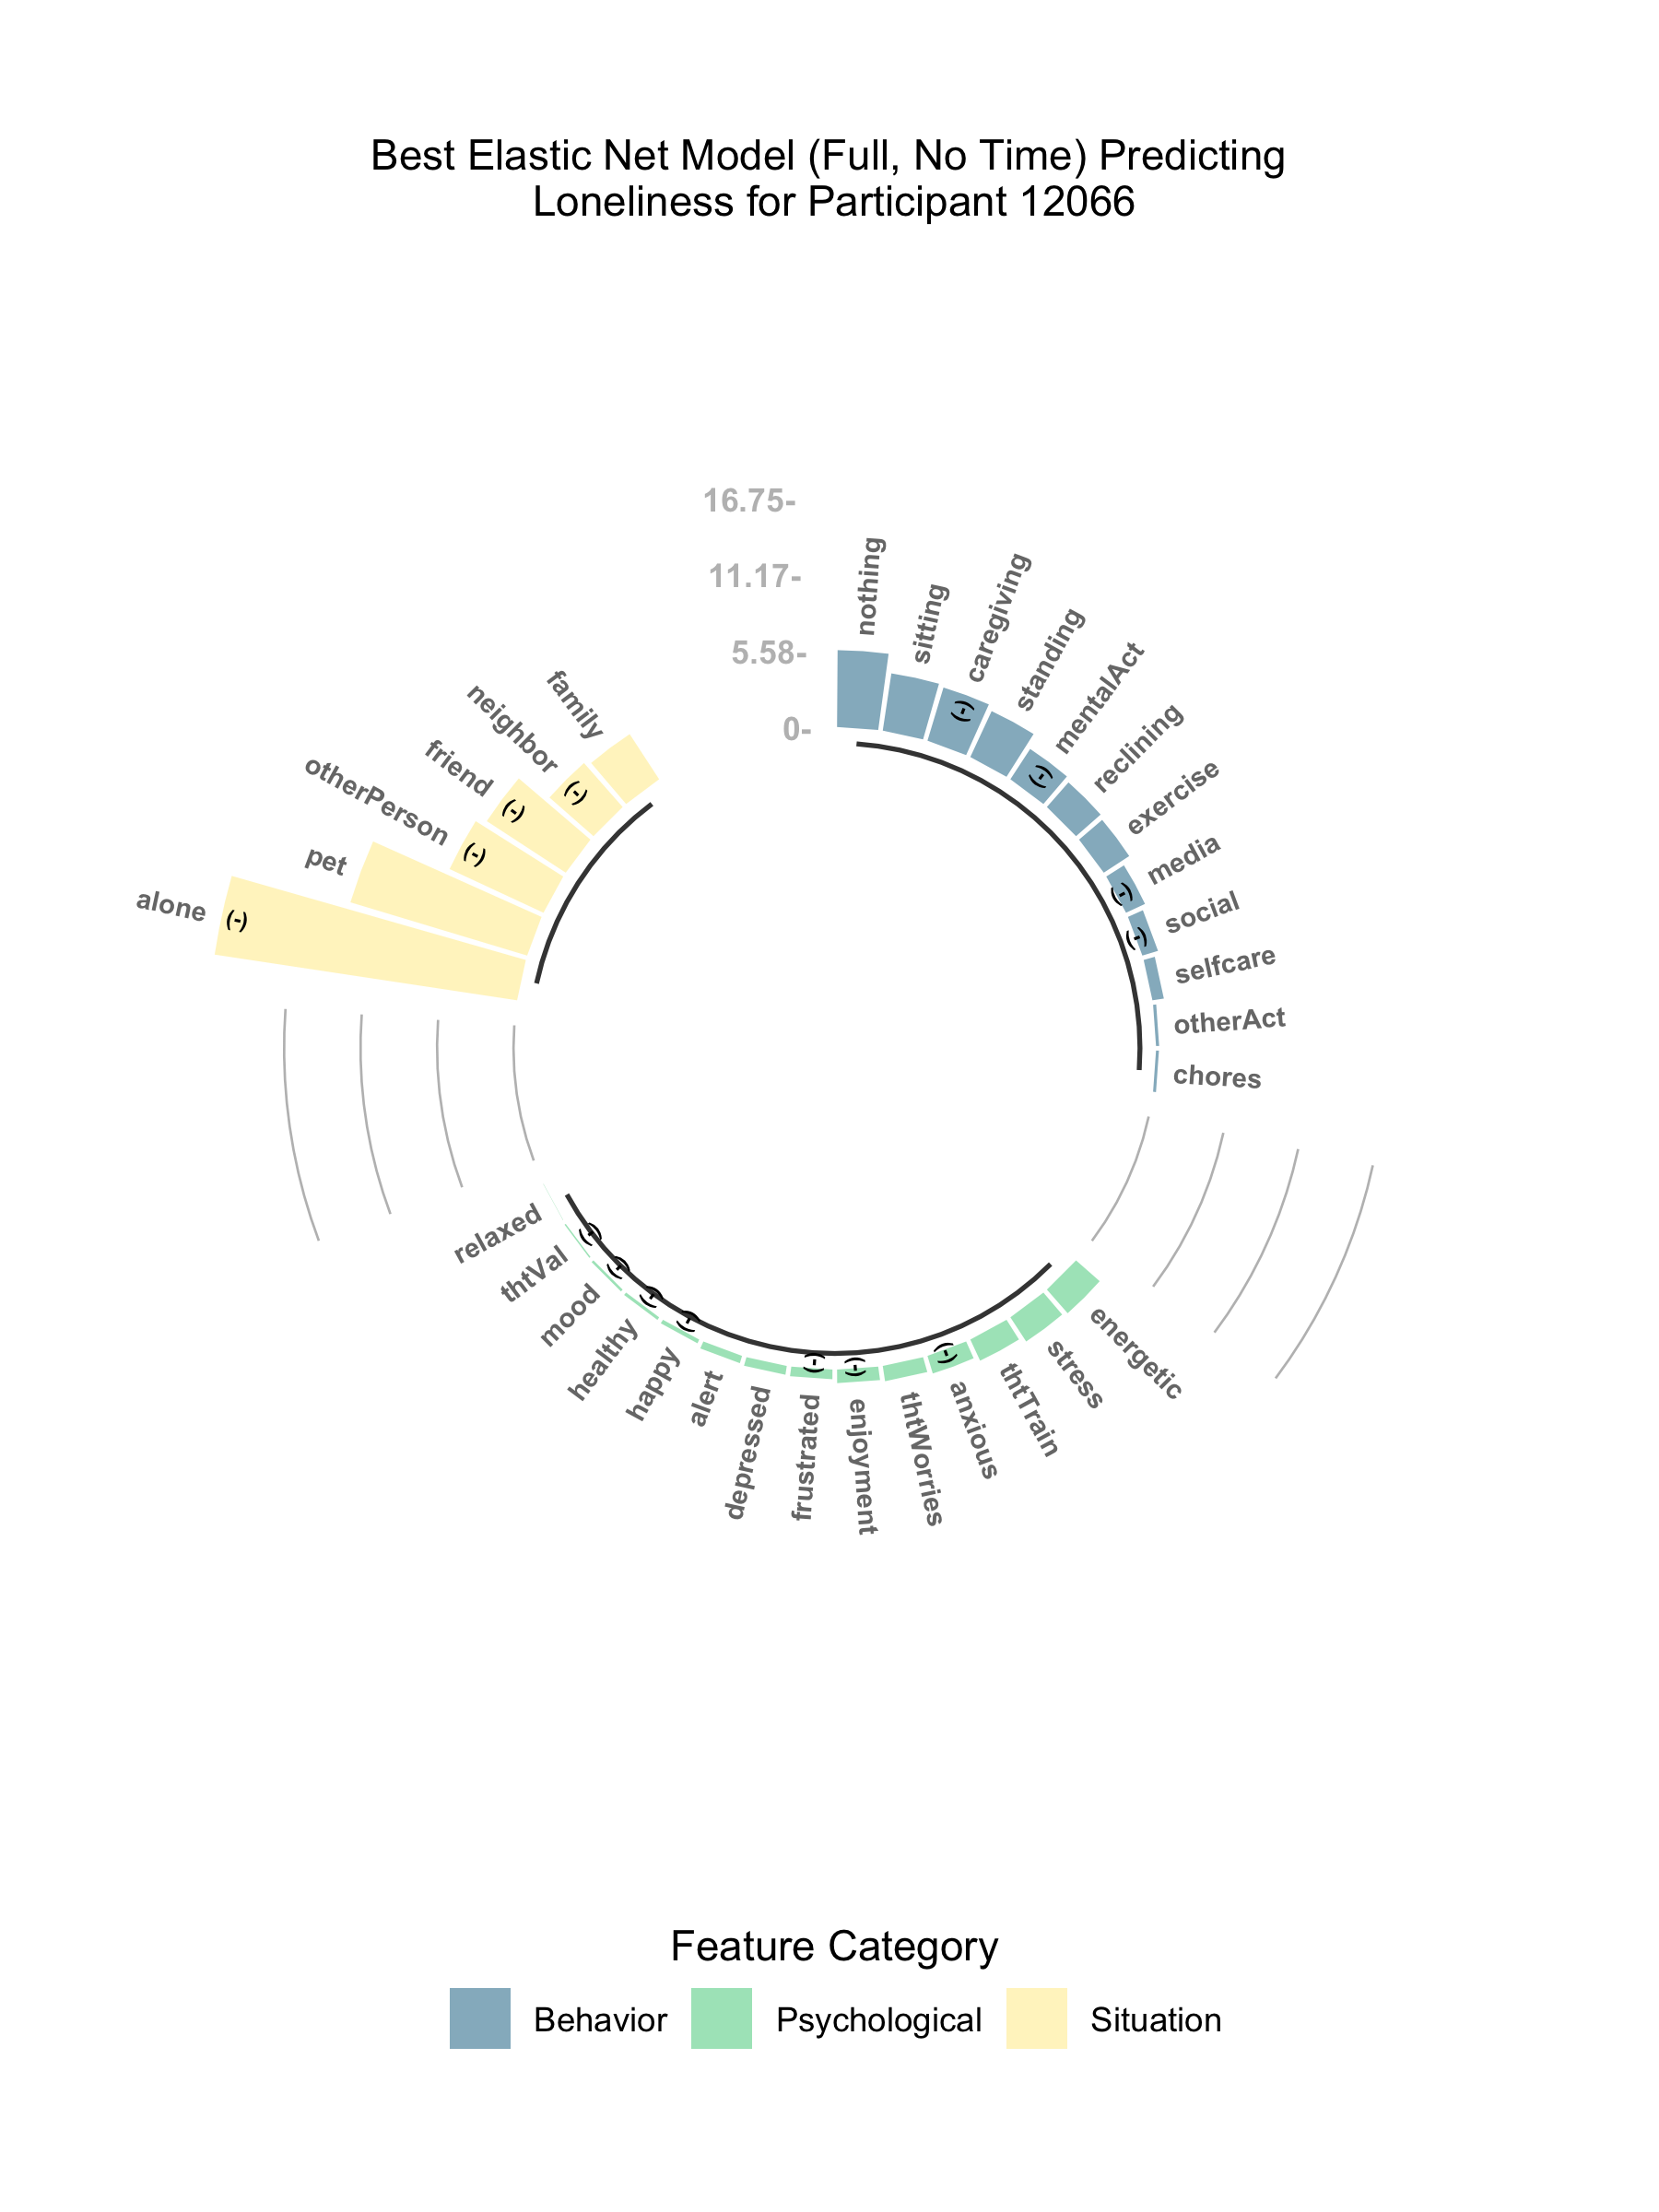 Best Elastic Net Model (Full, No Time) Predicting
Loneliness for Participant 12066
16.75-
11.17-
5.58-
0-
nothing
sitting
caregiving
(-)
standing
mentalAct
(-)
reclining
exercise
media
(-)
social
(-)
selfcare
otherAct
chores
energetic
stress
thtTrain
anxious
(-)
thtWorries
enjoyment
(-)
frustrated
(-)
depressed
alert
happy
(-)
healthy
(-)
mood
(-)
thtVal
(-)
relaxed
alone
(-)
pet
otherPerson
(-)
friend
(-)
neighbor
(-)
family
Feature Category
Behavior
Psychological
Situation